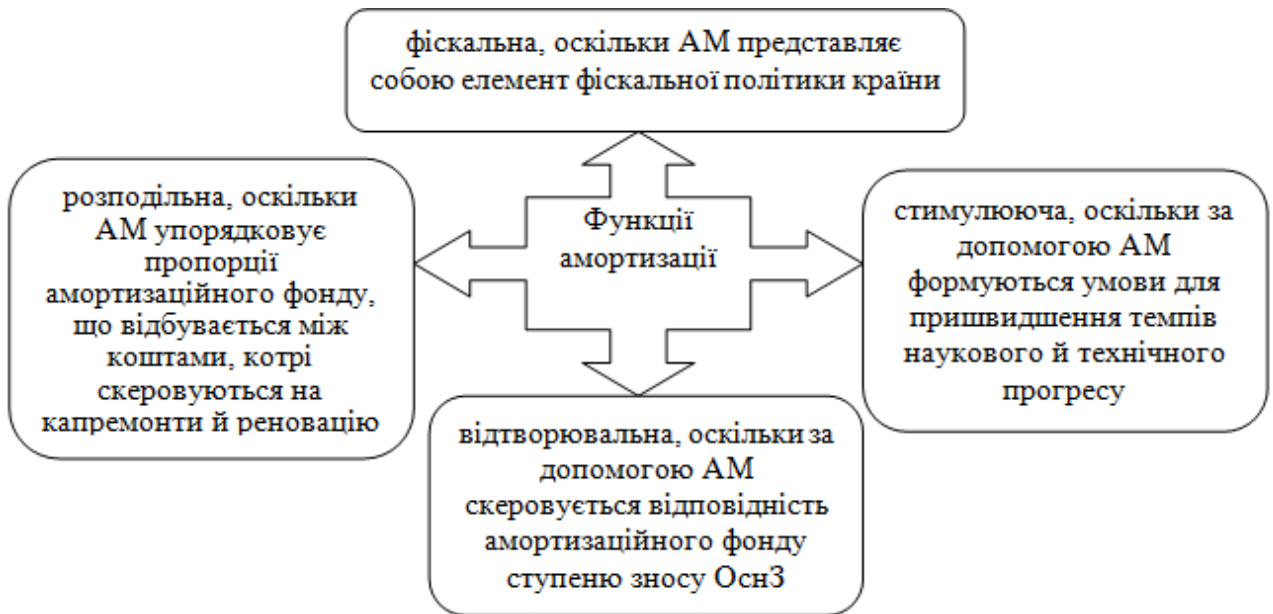 фіскальна, оскільки АМ представляє
собою елемент фіскальної політики країни
розподільна, оскільки
АМ упорядковує
пропорції
амортизаційного фонду,
що відбувається між
коштами, котрі
скеровуються на
капремонти й реновацію
Функції
амортизації
стимулююча, оскільки за
допомогою АМ
формуються умови для
пришвидшення темпів
наукового й технічного
прогресу
відтворювальна, оскільки за
допомогою АМ
скеровується відповідність
амортизаційного фонду
ступеню зносу ОснЗ